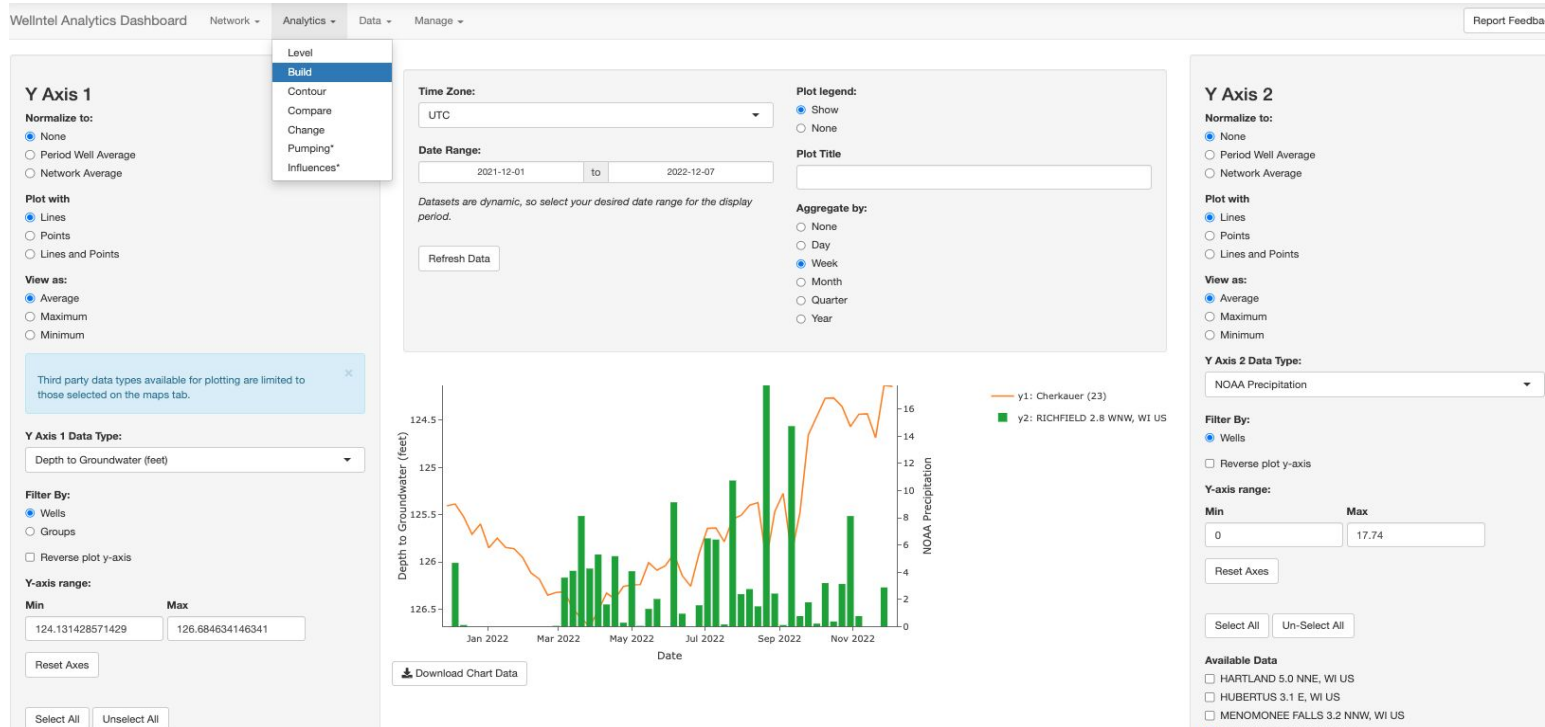 Wellntel Analytics Dashboard
Network
Analytics
Data
Manage
Report Feedba
Level
Build
Contour
Compare
Change
Pumping*
Influences*
Y Axis 1
Normalize to:
None
Period Well Average
Network Average
Plot with
Lines
Points
Lines and Points
View as:
Average
Maximum
Minimum
Third party data types available for plotting are limited to
those selected on the maps tab.
×
Y Axis 1 Data Type:
Depth to Groundwater (feet)
Filter By:
Wells
Groups
Reverse plot y-axis
Y-axis range:
Min Max
124.131428571429 126.684634146341
Reset Axes
Select All Unselect All
Time Zone:
UTC
Date Range:
2021-12-01 to 2022-12-07
Datasets are dynamic, so select your desired date range for the display
period.
Refresh Data
Plot legend:
Show
None
Plot Title
Aggregate by:
None
Day
Week
Month
Quarter
Year
Depth to Groundwater (feet)
124.5
125
125.5
126
126.5
16
14
12
10
8
6
4
2
0
NOAA Precipitation
Jan 2022 Mar 2022 May 2022 Jul 2022 Sep 2022 Nov 2022
Date
y1: Cherkauer (23)
y2: RICHFIELD 2.8 WNW, WI US
Download Chart Data
Y Axis 2
Normalize to:
None
Period Well Average
Network Average
Plot with
Lines
Points
Lines and Points
View as:
Average
Maximum
Minimum
Y Axis 2 Data Type:
NOAA Precipitation
Filter By:
Wells
Reverse plot y-axis
Y-axis range:
Min Max
0 17.74
Reset Axes
Select All Un-Select All
Available Data
HARTLAND 5.0 NNE, WI US
HUBERTUS 3.1 E, WI US
MENOMONEE FALLS 3.2 NNW, WI US